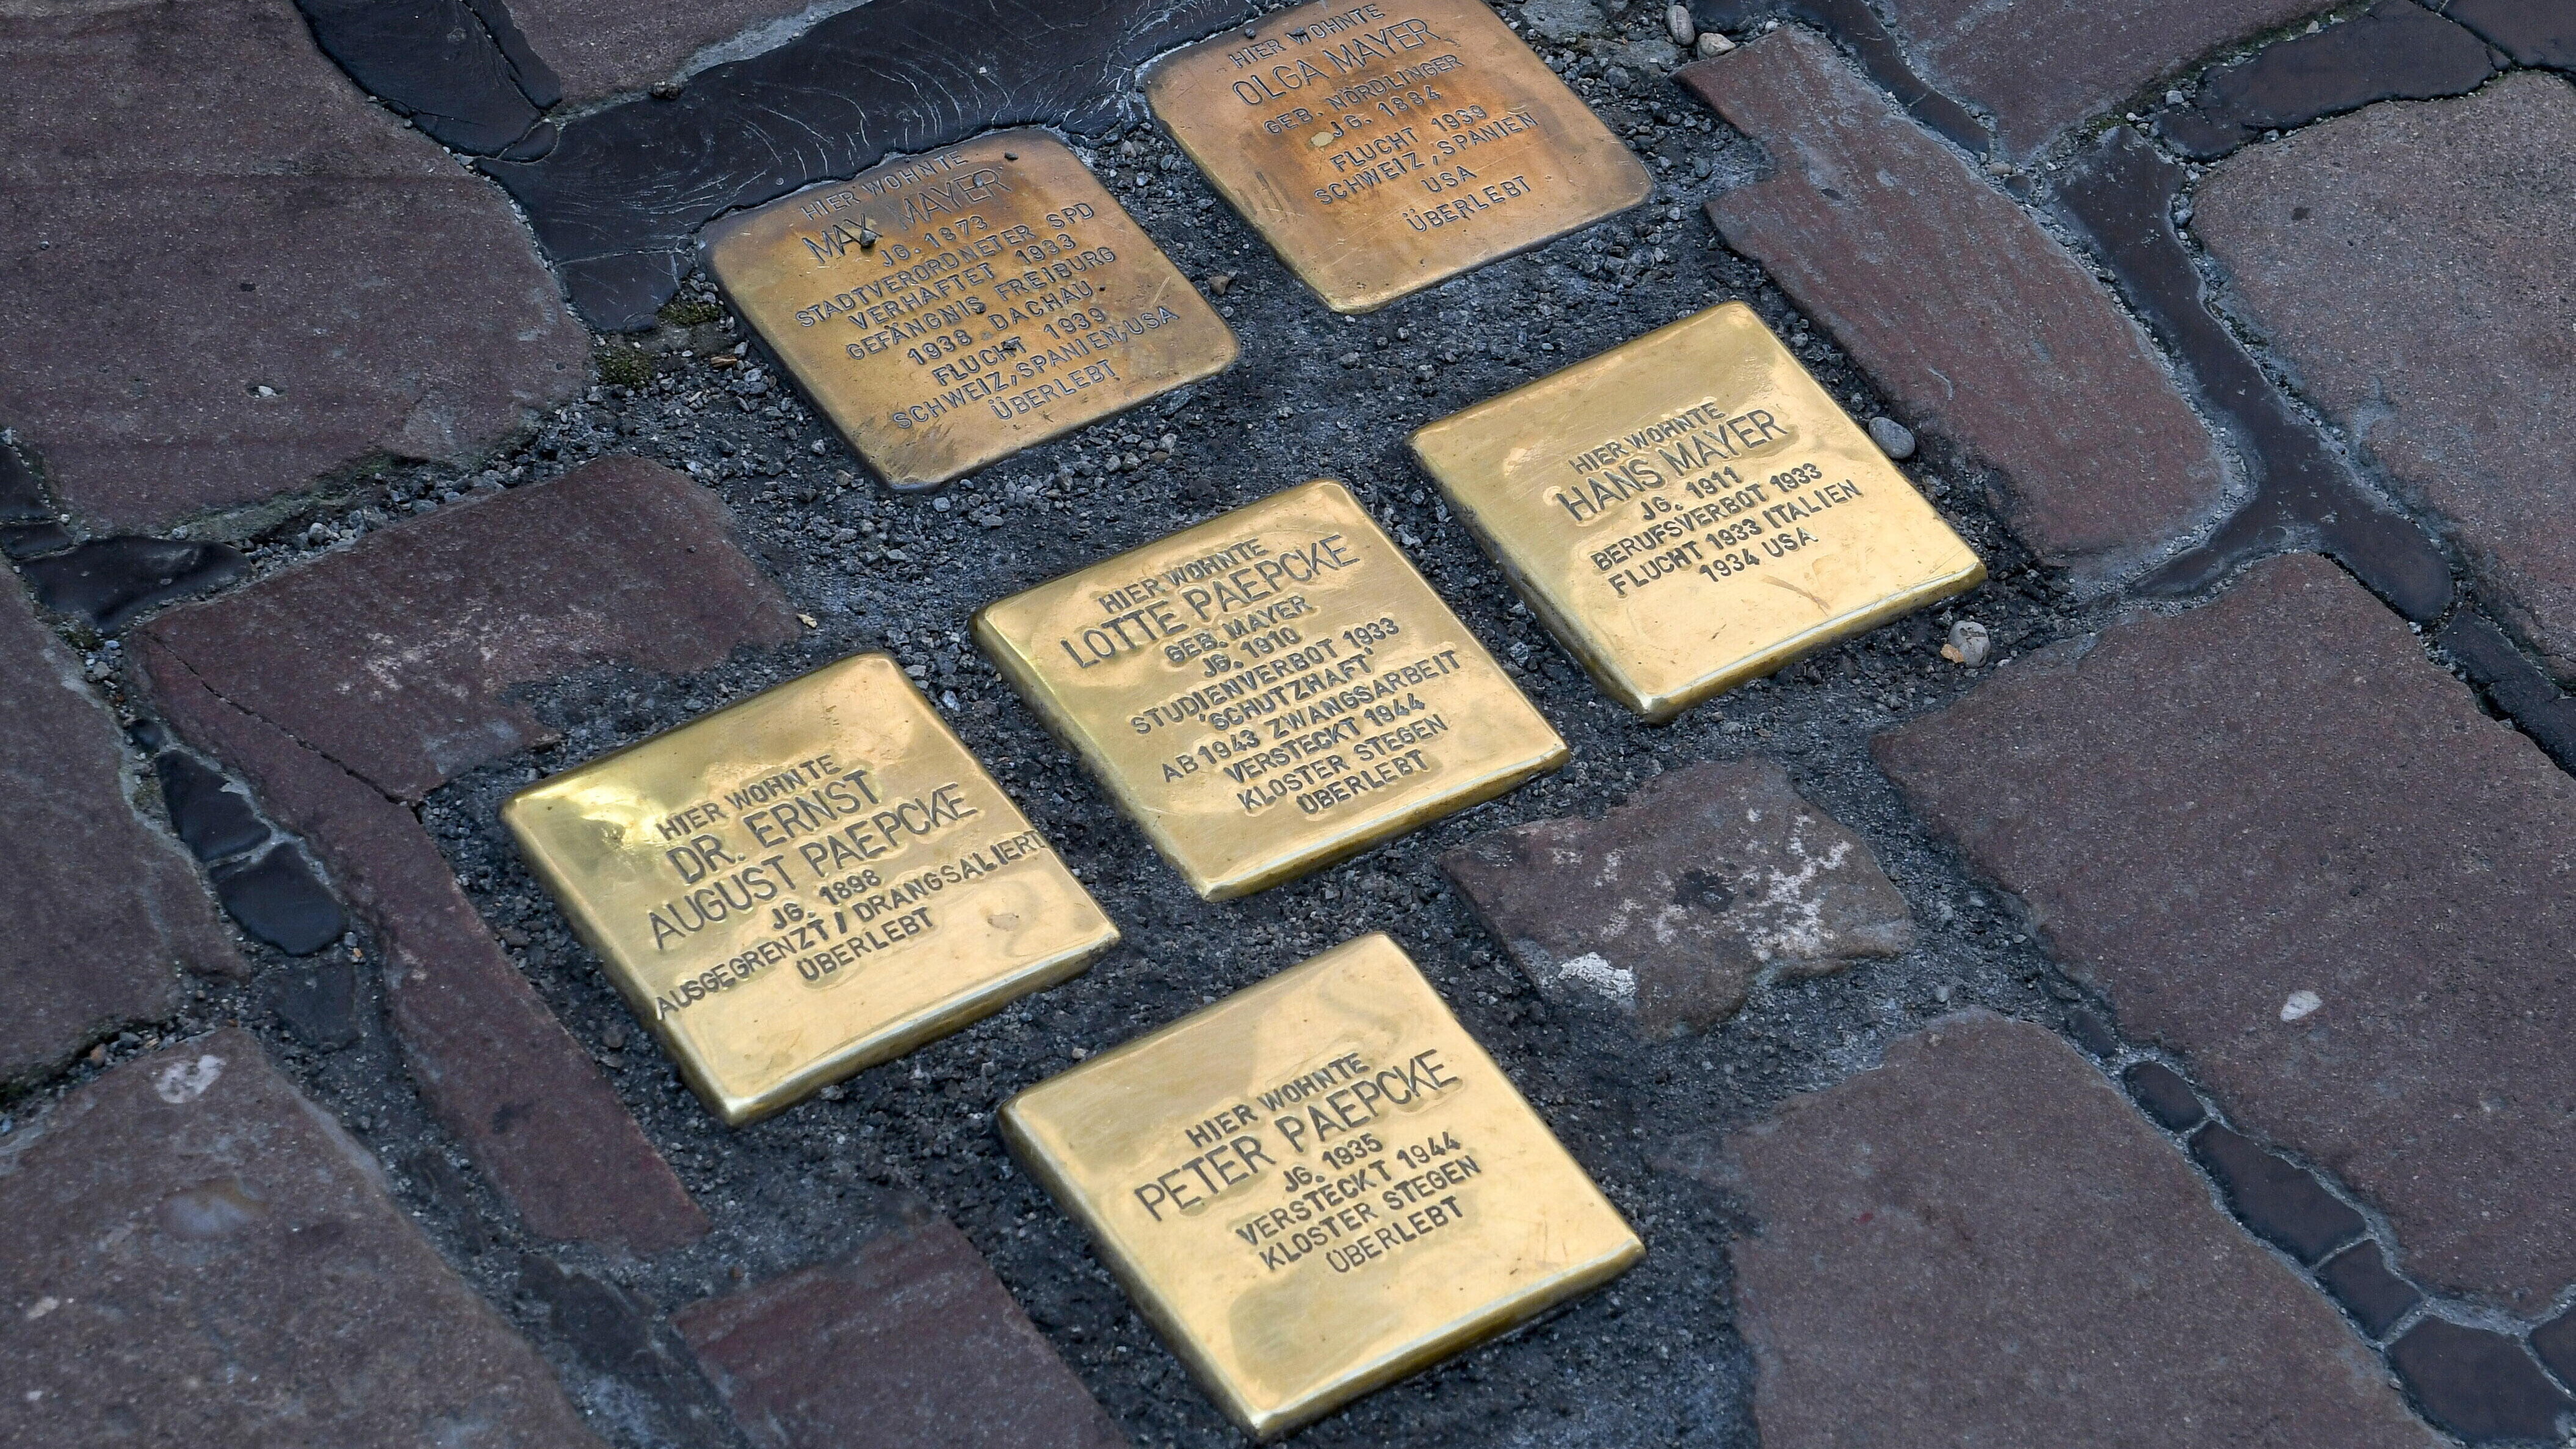 HIER WOHNTE
OLGA MAYER
GEB. NÖRDLINGER
JG. 1884
FLUCHT 1939
SCHWEIZ, SPANIEN
USA
ÜBERLEBT
HIER WOHNTE
MAX MAYER
JG. 1873
STADTVERORDNETER SPD
VERHAFTET 1933
GEFÄNGNIS FREIBURG
1938 DACHAU
FLUCHT 1939
SCHWEIZ, SPANIEN, USA
ÜBERLEBT
HIER WOHNTE
HANS MAYER
JG. 1911
BERUFSVERBOT 1933
FLUCHT 1933 ITALIEN
1934 USA
HIER WOHNTE
LOTTE PAEPCKE
GEB. MAYER
JG. 1910
STUDIENVERBOT 1933
'SCHUTZHAFT'
AB 1943 ZWANGSARBEIT
VERSTECKT 1944
KLOSTER STEGEN
ÜBERLEBT
HIER WOHNTE
DR. ERNST
AUGUST PAEPCKE
JG. 1898
AUSGEGRENZT / DRANGSALIERT
ÜBERLEBT
HIER WOHNTE
PETER PAEPCKE
JG. 1935
VERSTECKT 1944
KLOSTER STEGEN
ÜBERLEBT